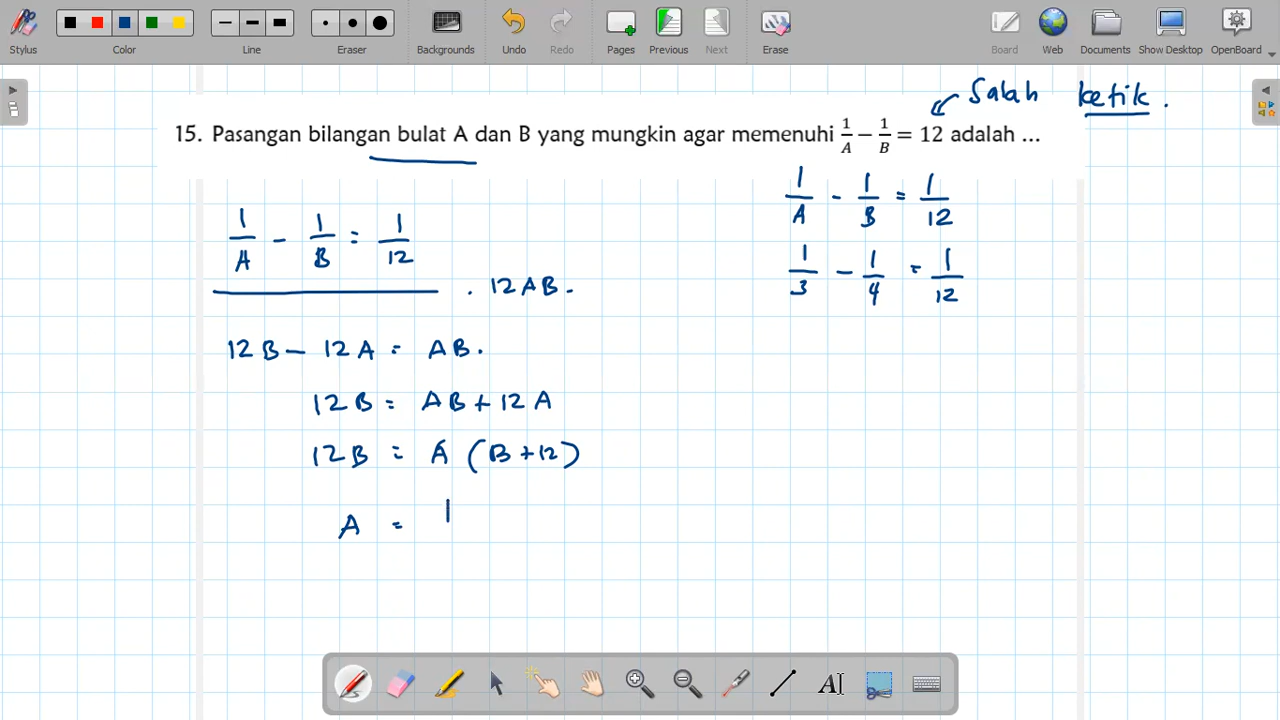 Stylus Color Line Eraser Backgrounds Undo Redo Pages Previous Next Erase Board Web Documents Show Desktop OpenBoard
Salah ketik.
15. Pasangan bilangan bulat A dan B yang mungkin agar memenuhi 1/A − 1/B = 12 adalah ...
1/A - 1/B = 1/12
1/3 - 1/4 = 1/12
1/A - 1/B = 1/12
. 12AB.
12B - 12A = AB.
12B = AB + 12A
12B = A (B + 12)
A = 1